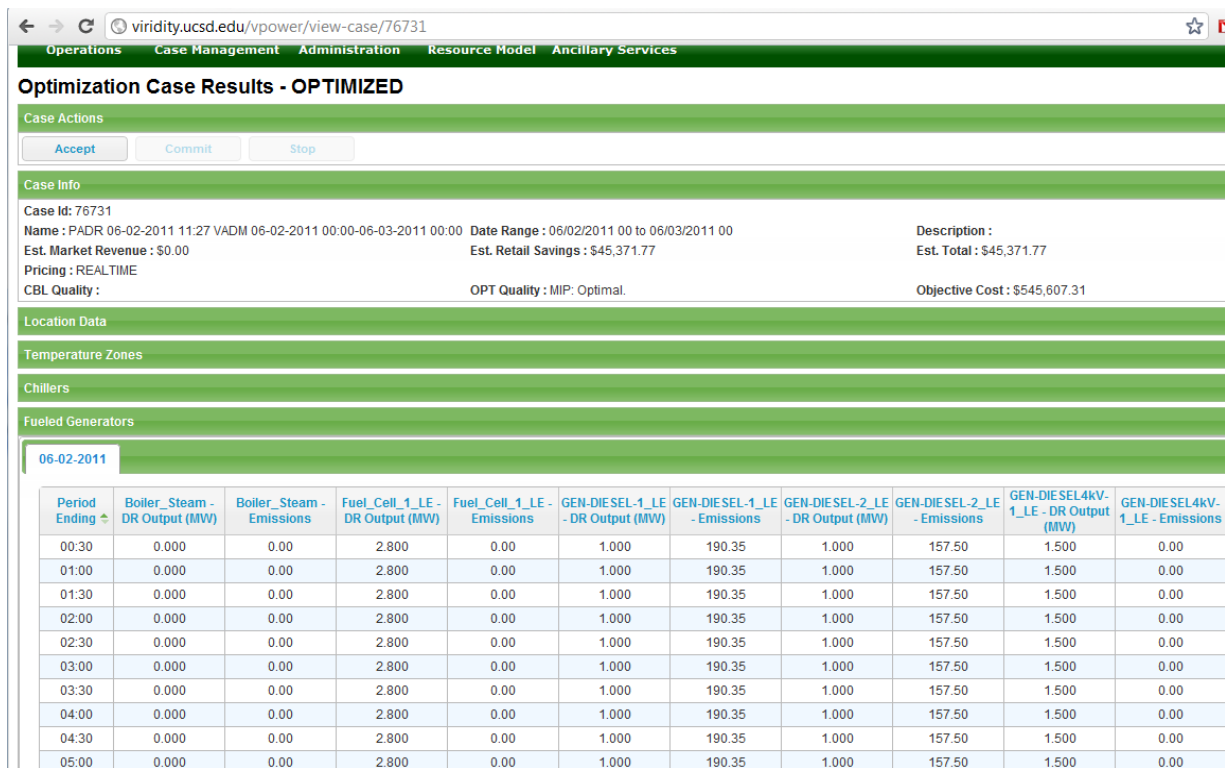 viridity.ucsd.edu/vpower/view-case/76731
Operations Case Management Administration Resource Model Ancillary Services
Optimization Case Results - OPTIMIZED
Case Actions
Accept Commit Stop
Case Info
Case Id: 76731
Name : PADR 06-02-2011 11:27 VADM 06-02-2011 00:00-06-03-2011 00:00 Date Range : 06/02/2011 00 to 06/03/2011 00 Description :
Est. Market Revenue : $0.00 Est. Retail Savings : $45,371.77 Est. Total : $45,371.77
Pricing : REALTIME
CBL Quality : OPT Quality : MIP: Optimal. Objective Cost : $545,607.31
Location Data
Temperature Zones
Chillers
Fueled Generators
06-02-2011
Period Ending Boiler_Steam - DR Output (MW) Boiler_Steam - Emissions Fuel_Cell_1_LE - DR Output (MW) Fuel_Cell_1_LE - Emissions GEN-DIESEL-1_LE - DR Output (MW) GEN-DIESEL-1_LE - Emissions GEN-DIESEL-2_LE - DR Output (MW) GEN-DIESEL-2_LE - Emissions GEN-DIESEL4kV-1_LE - DR Output (MW) GEN-DIESEL4kV-1_LE - Emissions
00:30 0.000 0.00 2.800 0.00 1.000 190.35 1.000 157.50 1.500 0.00
01:00 0.000 0.00 2.800 0.00 1.000 190.35 1.000 157.50 1.500 0.00
01:30 0.000 0.00 2.800 0.00 1.000 190.35 1.000 157.50 1.500 0.00
02:00 0.000 0.00 2.800 0.00 1.000 190.35 1.000 157.50 1.500 0.00
02:30 0.000 0.00 2.800 0.00 1.000 190.35 1.000 157.50 1.500 0.00
03:00 0.000 0.00 2.800 0.00 1.000 190.35 1.000 157.50 1.500 0.00
03:30 0.000 0.00 2.800 0.00 1.000 190.35 1.000 157.50 1.500 0.00
04:00 0.000 0.00 2.800 0.00 1.000 190.35 1.000 157.50 1.500 0.00
04:30 0.000 0.00 2.800 0.00 1.000 190.35 1.000 157.50 1.500 0.00
05:00 0.000 0.00 2.800 0.00 1.000 190.35 1.000 157.50 1.500 0.00